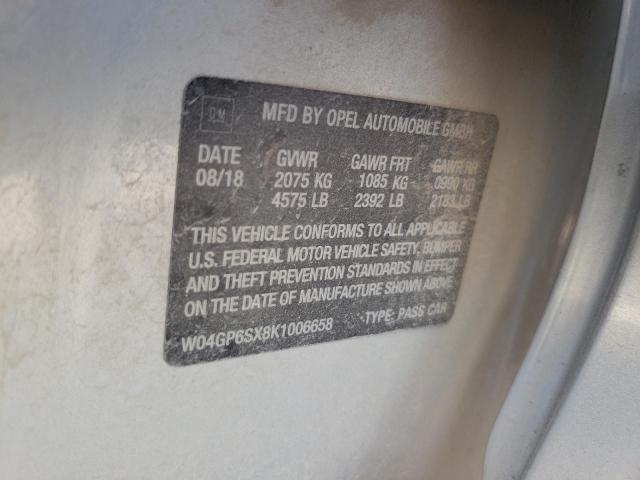 GM
MFD BY OPEL AUTOMOBILE GMBH
DATE GVWR GAWR FRT GAWR RR
08/18 2075 KG 1085 KG 0990 KG
4575 LB 2392 LB 2183 LB
THIS VEHICLE CONFORMS TO ALL APPLICABLE
U.S. FEDERAL MOTOR VEHICLE SAFETY, BUMPER
AND THEFT PREVENTION STANDARDS IN EFFECT
ON THE DATE OF MANUFACTURE SHOWN ABOVE.
W04GP6SX8K1006658 TYPE: PASS CAR